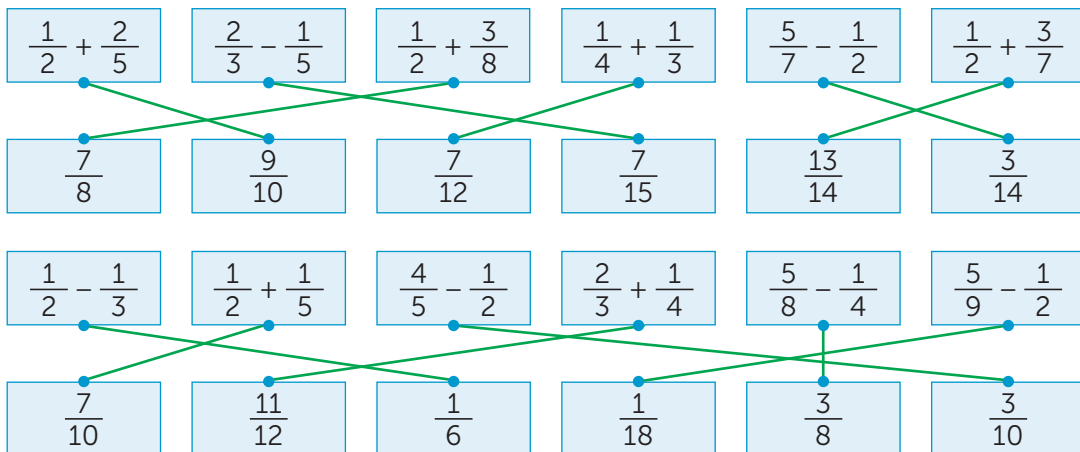 1/2 + 2/5 2/3 – 1/5 1/2 + 3/8 1/4 + 1/3 5/7 – 1/2 1/2 + 3/7
7/8 9/10 7/12 7/15 13/14 3/14
1/2 – 1/3 1/2 + 1/5 4/5 – 1/2 2/3 + 1/4 5/8 – 1/4 5/9 – 1/2
7/10 11/12 1/6 1/18 3/8 3/10